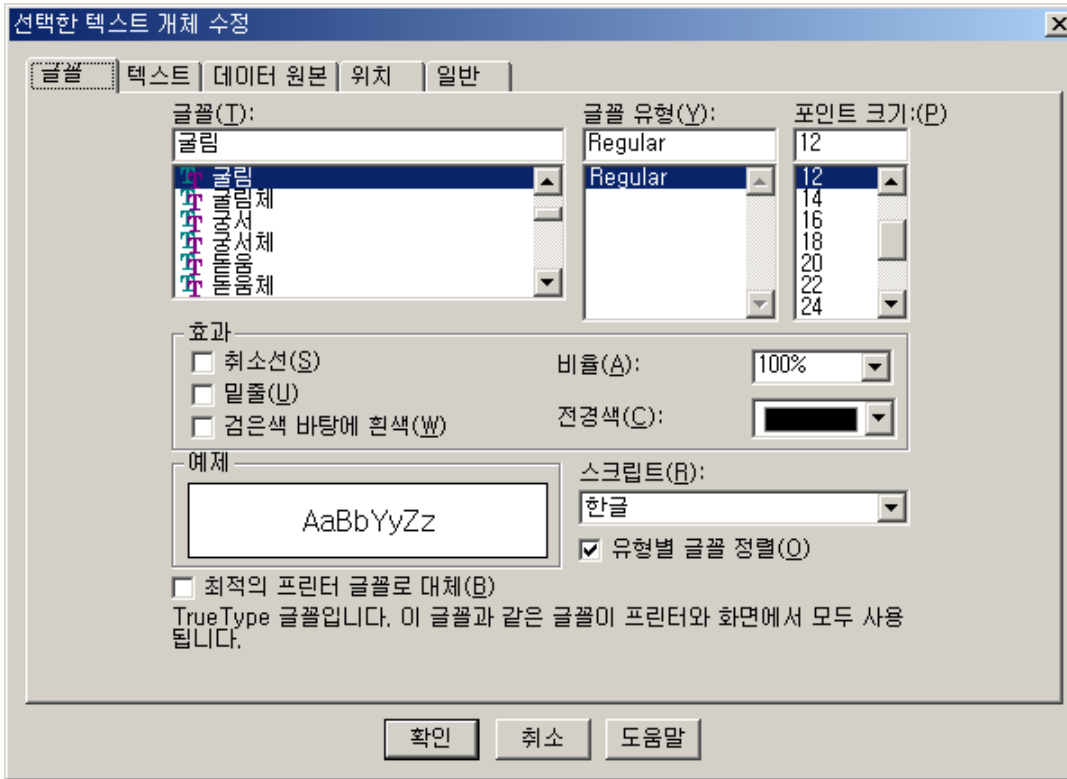 선택한 텍스트 개체 수정
글꼴 텍스트 데이터 원본 위치 일반
글꼴(T): 글꼴 유형(Y): 포인트 크기:(P)
굴림 Regular 12
굴림 Regular 12
굴림체 14
궁서 16
궁서체 18
돋움 20
돋움체 22
24
효과
취소선(S) 비율(A): 100%
밑줄(U)
검은색 바탕에 흰색(W) 전경색(C):
예제 스크립트(R):
AaBbYyZz 한글
유형별 글꼴 정렬(O)
최적의 프린터 글꼴로 대체(B)
TrueType 글꼴입니다. 이 글꼴과 같은 글꼴이 프린터와 화면에서 모두 사용
됩니다.
확인 취소 도움말